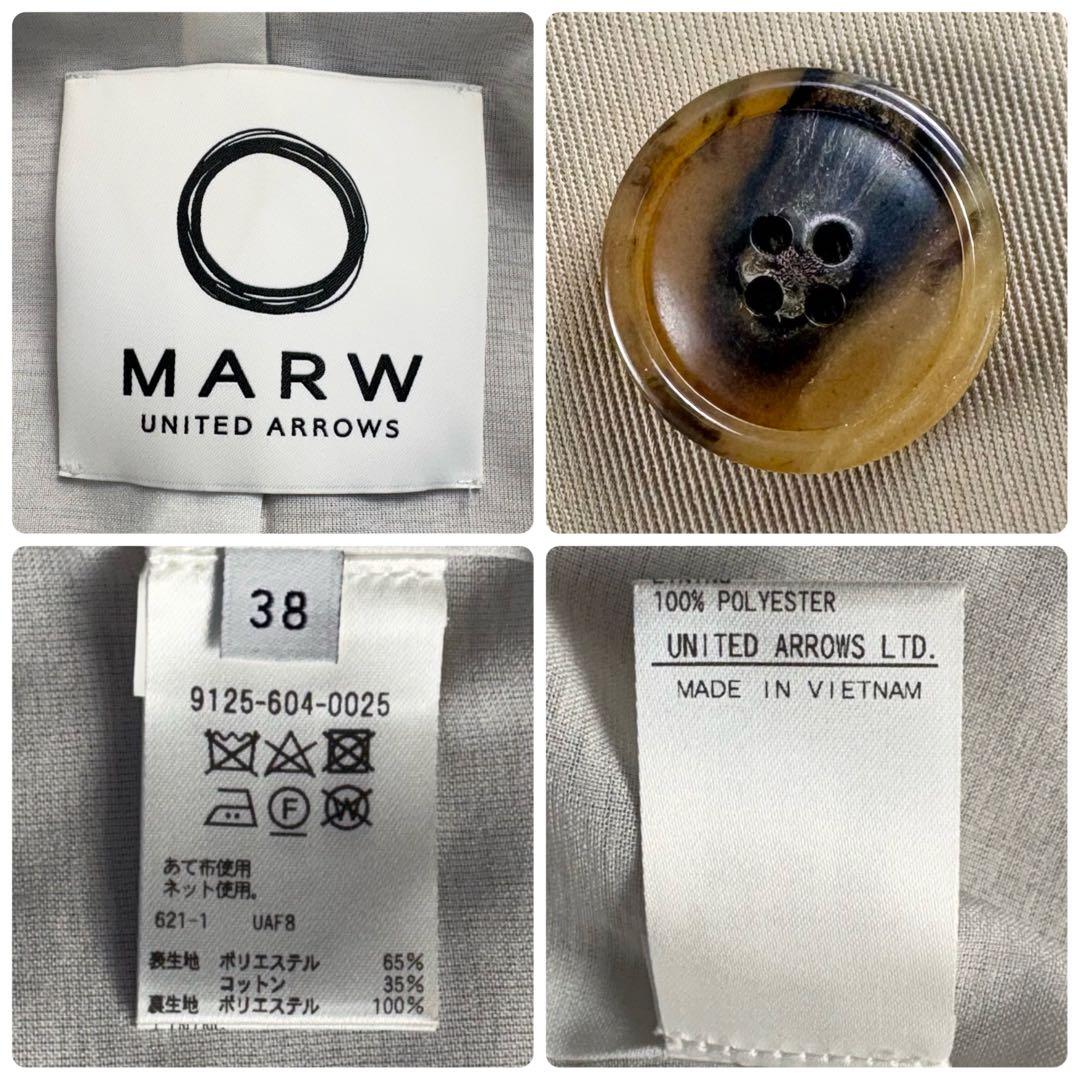 MARW
UNITED ARROWS
38
9125-604-0025
F W
あて布使用
ネット使用。
621-1 UAF8
表生地 ポリエステル 65%
コットン 35%
裏生地 ポリエステル 100%
100% POLYESTER
UNITED ARROWS LTD.
MADE IN VIETNAM